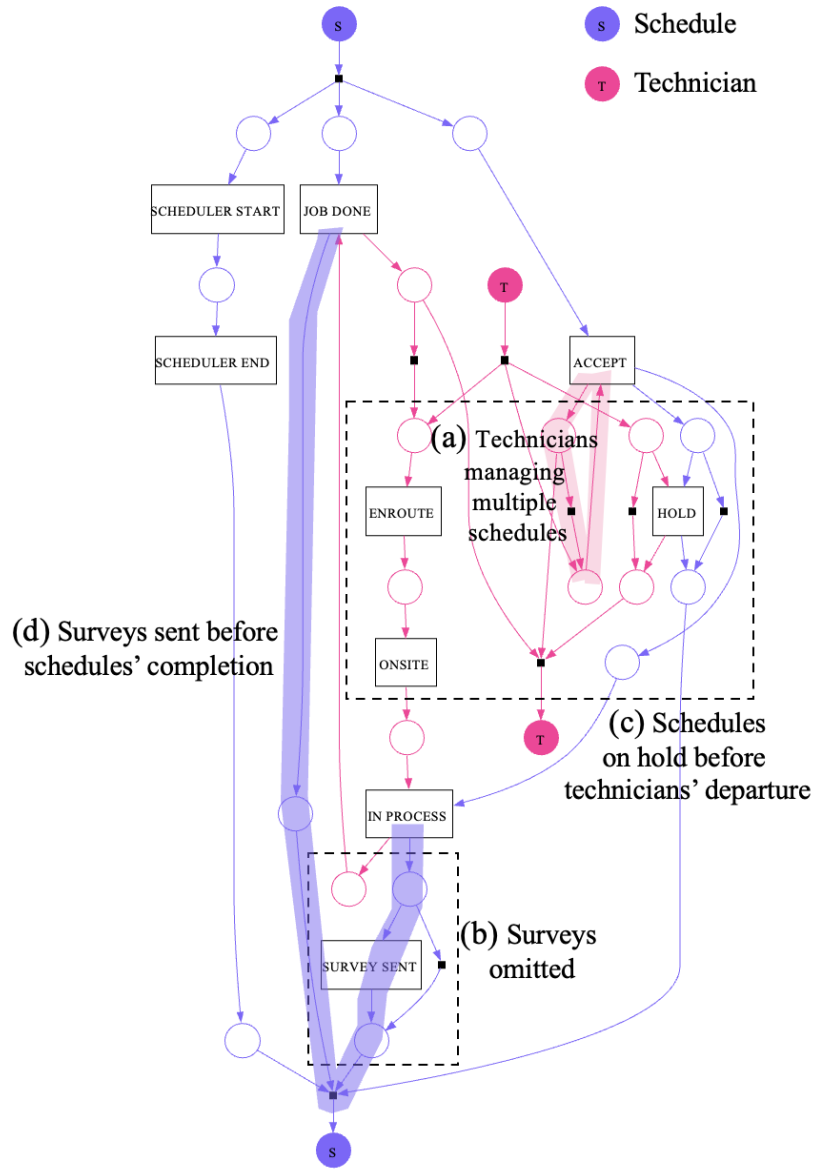 S
S Schedule
T Technician
SCHEDULER START
JOB DONE
T
SCHEDULER END
ACCEPT
(a) Technicians
managing
multiple
schedules
ENROUTE
HOLD
(d) Surveys sent before
schedules’ completion
ONSITE
T
(c) Schedules
on hold before
technicians’ departure
IN PROCESS
(b) Surveys
omitted
SURVEY SENT
S